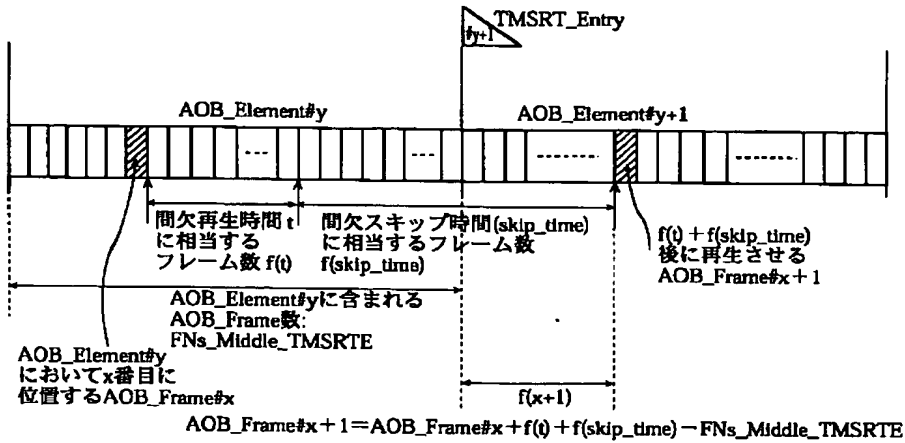 TMSRT_Entry
#y+1
AOB_Element#y
AOB_Element#y+1
間欠再生時間 t
に相当する
フレーム数 f(t)
間欠スキップ時間(skip_time)
に相当するフレーム数
f(skip_time)
f(t)+f(skip_time)
後に再生させる
AOB_Frame#x+1
AOB_Element#yに含まれる
AOB_Frame数:
FNs_Middle_TMSRTE
AOB_Element#y
においてx番目に
位置するAOB_Frame#x
f(x+1)
AOB_Frame#x+1=AOB_Frame#x+f(t)+f(skip_time)-FNs_Middle_TMSRTE